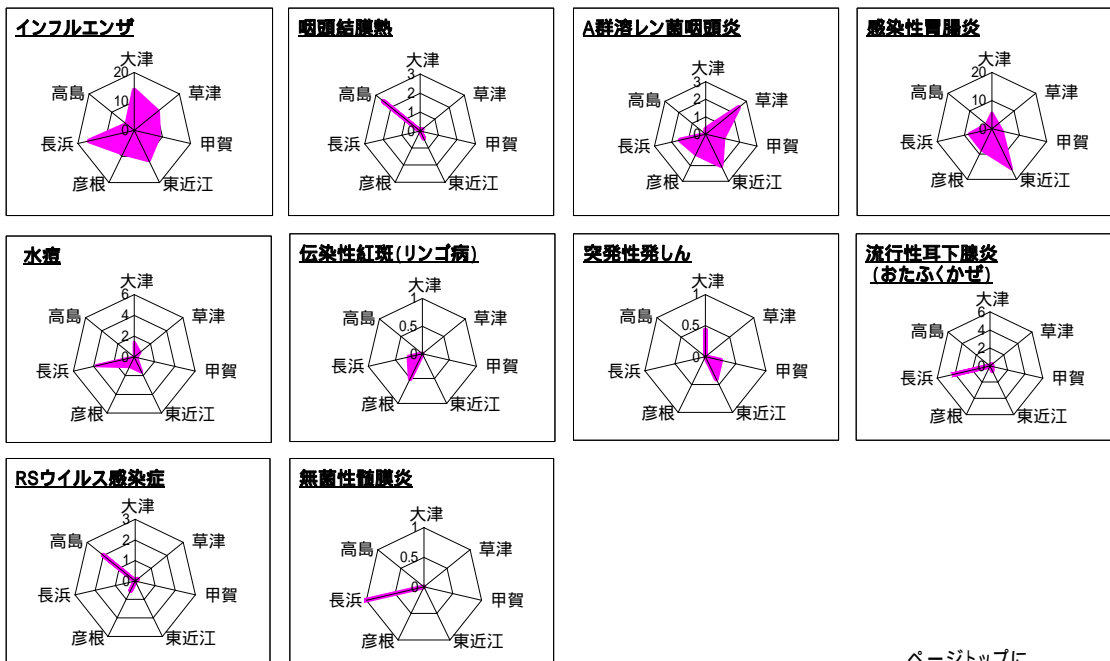 インフルエンザ
大津
20
10
0
草津
甲賀
東近江
彦根
長浜
高島
咽頭結膜熱
大津
3
2
1
0
草津
甲賀
東近江
彦根
長浜
高島
A群溶レン菌咽頭炎
大津
3
2
1
0
草津
甲賀
東近江
彦根
長浜
高島
感染性胃腸炎
大津
20
10
0
草津
甲賀
東近江
彦根
長浜
高島
水痘
大津
6
4
2
0
草津
甲賀
東近江
彦根
長浜
高島
伝染性紅斑(リンゴ病)
大津
1
0.5
0
草津
甲賀
東近江
彦根
長浜
高島
突発性発しん
大津
1
0.5
0
草津
甲賀
東近江
彦根
長浜
高島
流行性耳下腺炎
(おたふくかぜ)
大津
6
4
2
0
草津
甲賀
東近江
彦根
長浜
高島
RSウイルス感染症
大津
3
2
1
0
草津
甲賀
東近江
彦根
長浜
高島
無菌性髄膜炎
大津
1
0.5
0
草津
甲賀
東近江
彦根
長浜
高島
ページトップに